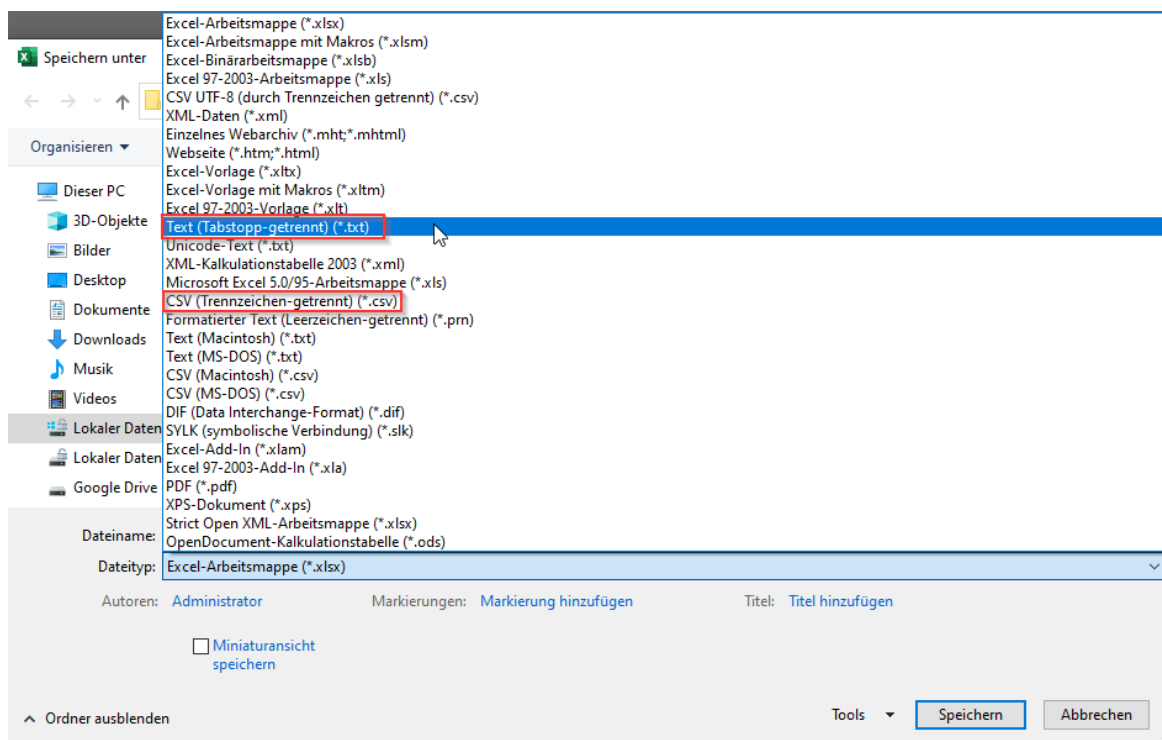 Excel-Arbeitsmappe (*.xlsx)
Excel-Arbeitsmappe mit Makros (*.xlsm)
Speichern unter
Excel-Binärarbeitsmappe (*.xlsb)
Excel 97-2003-Arbeitsmappe (*.xls)
CSV UTF-8 (durch Trennzeichen getrennt) (*.csv)
XML-Daten (*.xml)
Einzelnes Webarchiv (*.mht;*.mhtml)
Organisieren
Webseite (*.htm;*.html)
Excel-Vorlage (*.xltx)
Dieser PC
Excel-Vorlage mit Makros (*.xltm)
Excel 97-2003-Vorlage (*.xlt)
3D-Objekte
Text (Tabstopp-getrennt) (*.txt)
Unicode-Text (*.txt)
Bilder
XML-Kalkulationstabelle 2003 (*.xml)
Desktop
Microsoft Excel 5.0/95-Arbeitsmappe (*.xls)
CSV (Trennzeichen-getrennt) (*.csv)
Dokumente
Formatierter Text (Leerzeichen-getrennt) (*.prn)
Downloads
Text (Macintosh) (*.txt)
Text (MS-DOS) (*.txt)
Musik
CSV (Macintosh) (*.csv)
CSV (MS-DOS) (*.csv)
Videos
DIF (Data Interchange-Format) (*.dif)
Lokaler Daten
SYLK (symbolische Verbindung) (*.slk)
Excel-Add-In (*.xlam)
Lokaler Daten
Excel 97-2003-Add-In (*.xla)
Google Drive
PDF (*.pdf)
XPS-Dokument (*.xps)
Strict Open XML-Arbeitsmappe (*.xlsx)
Dateiname:
OpenDocument-Kalkulationstabelle (*.ods)
Dateityp: Excel-Arbeitsmappe (*.xlsx)
Autoren: Administrator Markierungen: Markierung hinzufügen Titel: Titel hinzufügen
Miniaturansicht
speichern
Ordner ausblenden Tools Speichern Abbrechen